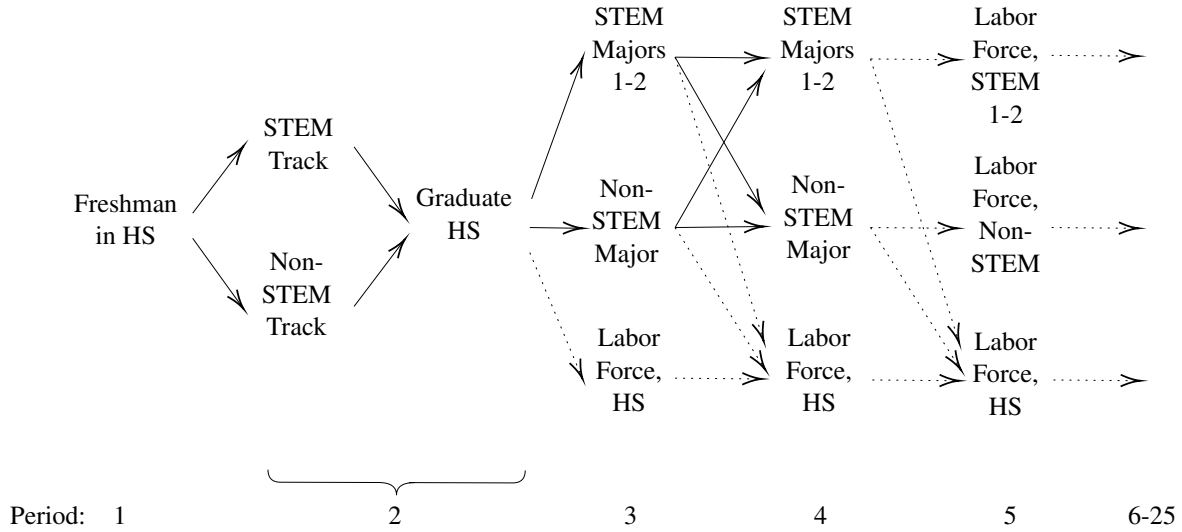 Freshman
in HS
STEM
Track
Non-
STEM
Track
Graduate
HS
STEM
Majors
1-2
Non-
STEM
Major
Labor
Force,
HS
STEM
Majors
1-2
Non-
STEM
Major
Labor
Force,
HS
Labor
Force,
STEM
1-2
Labor
Force,
Non-
STEM
Labor
Force,
HS
Period: 1 2 3 4 5 6-25